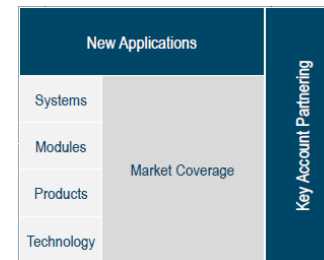 New Applications
Systems
Modules
Products
Technology
Market Coverage
Key Account Partnering